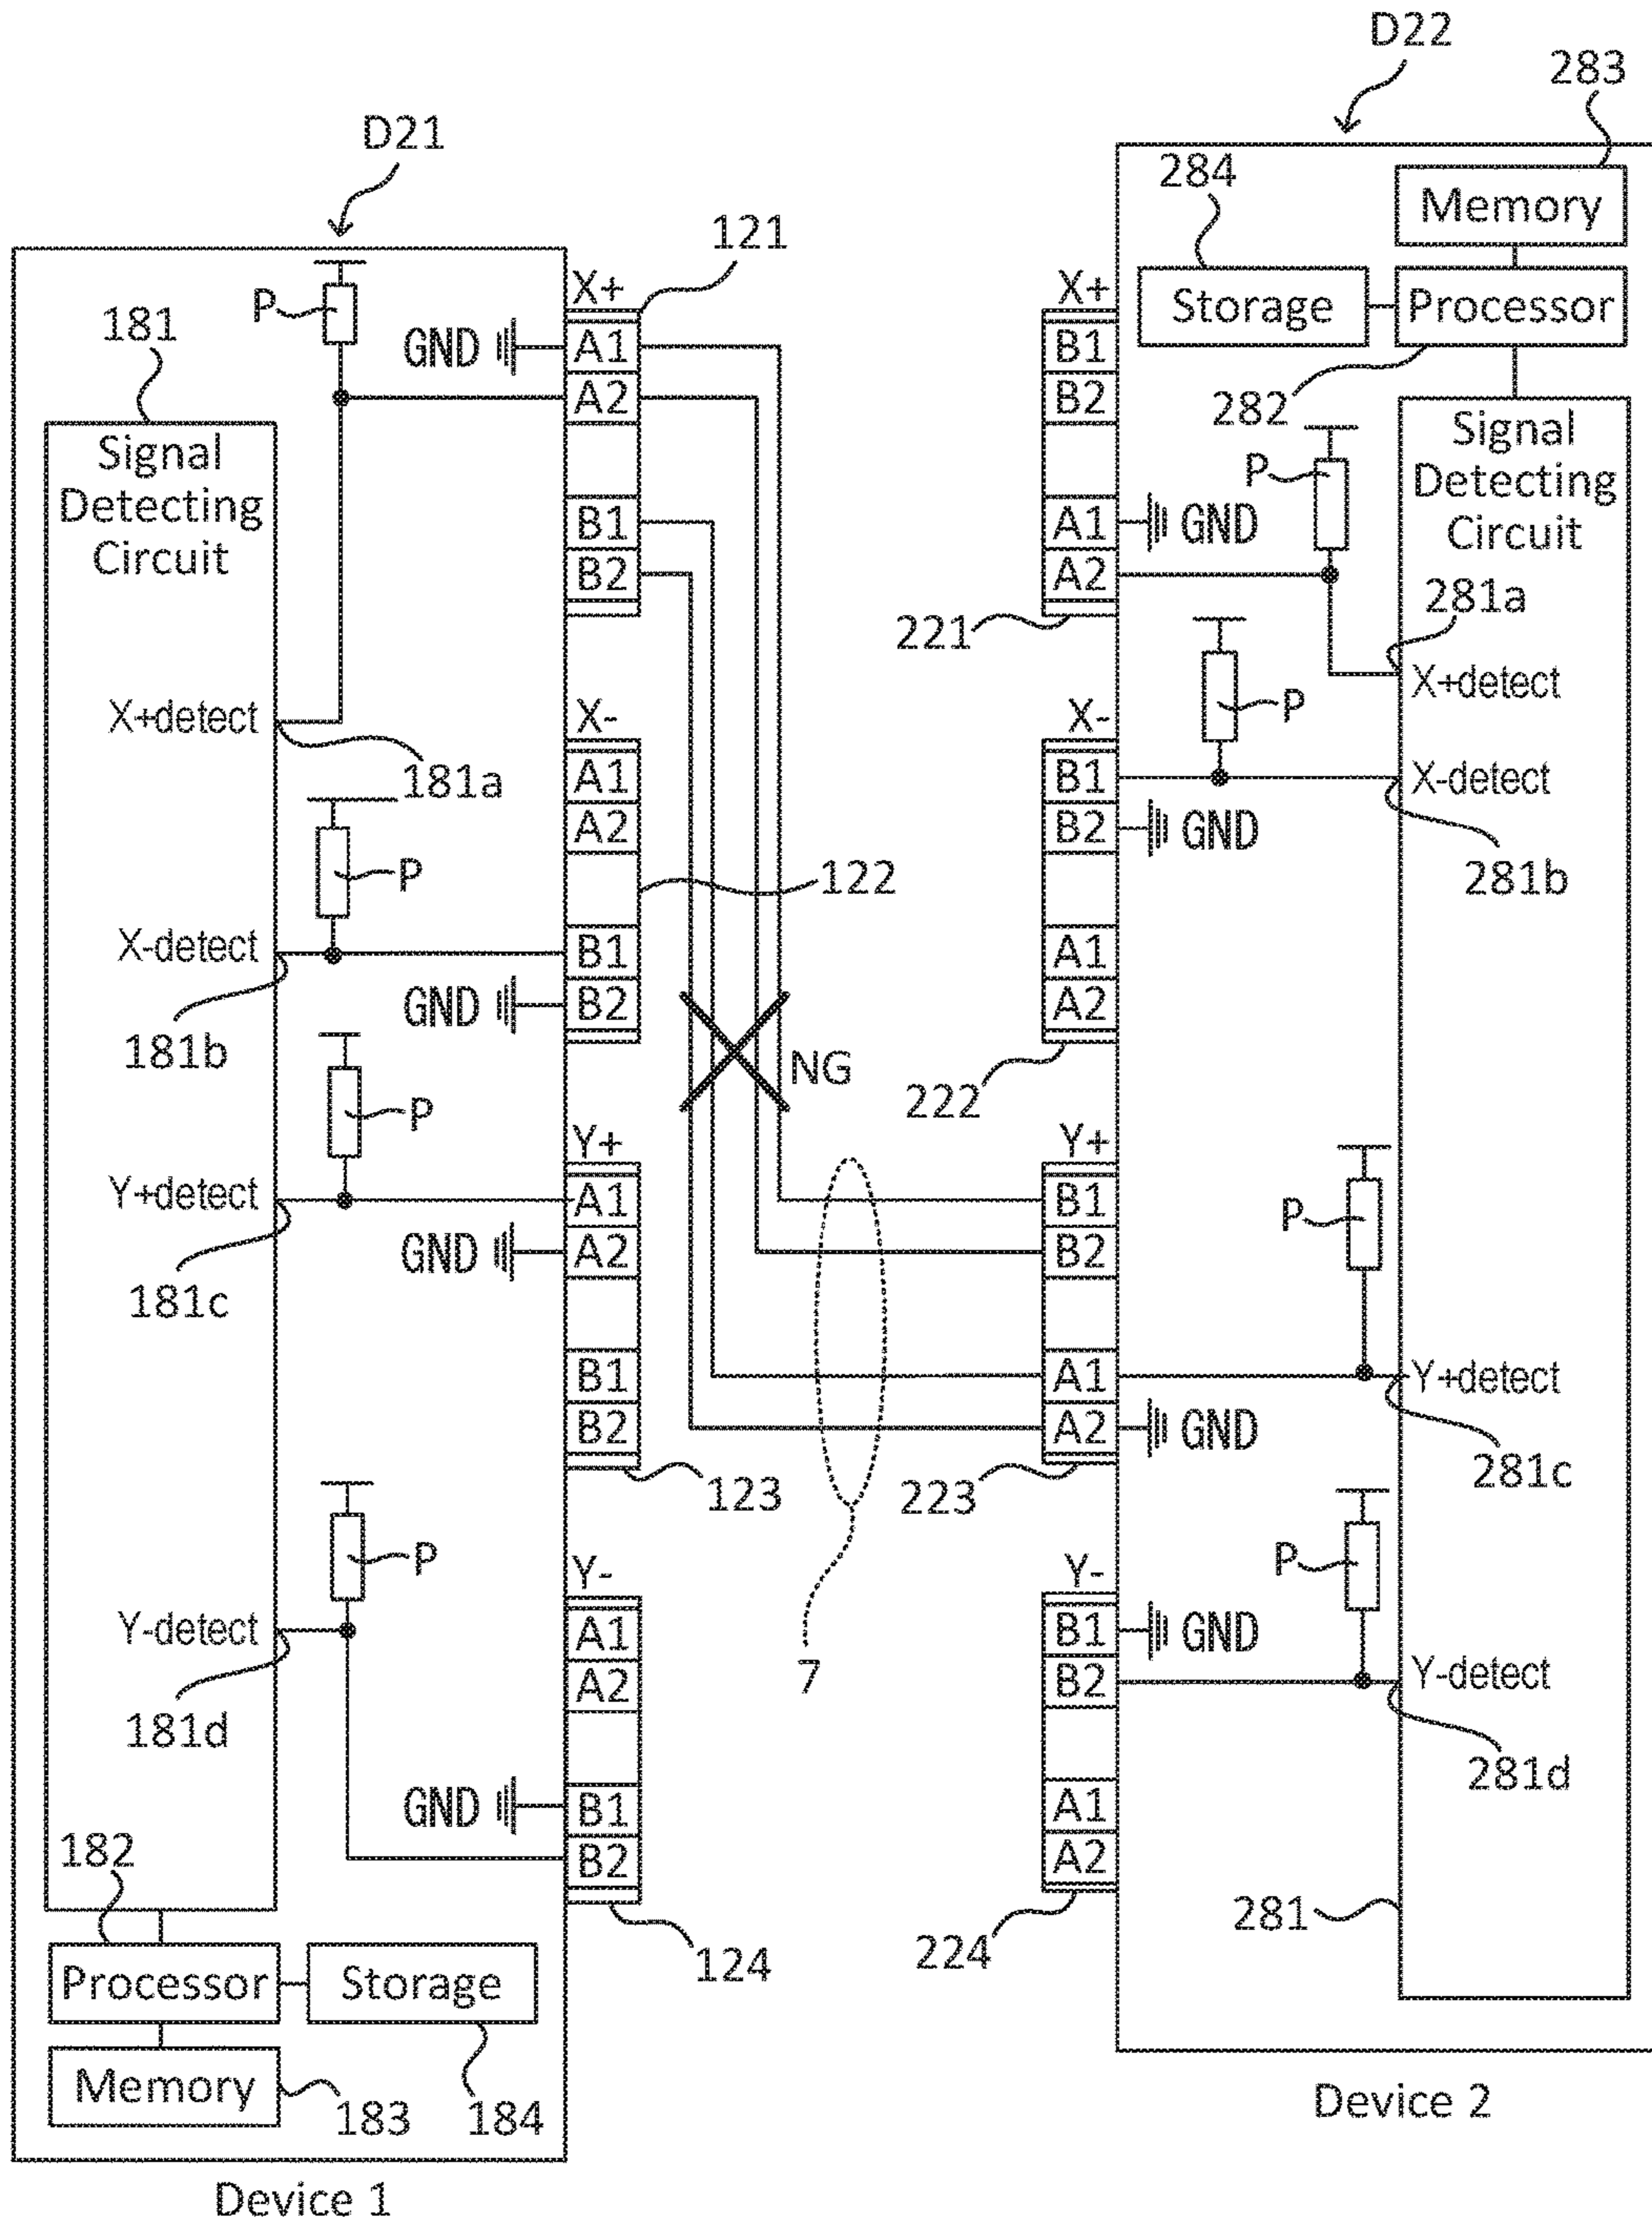 D22
283
D21
284
Memory
121
X+
X+
P
181
GND
A1
B1
Storage
Processor
A2
B2
282
Signal
Detecting
Circuit
Signal
Detecting
Circuit
P
B1
A1
GND
B2
A2
281a
221
X+detect
X+detect
X-
X-
P
181a
A1
B1
X-detect
A2
B2
GND
P
122
281b
X-detect
B1
A1
GND
B2
A2
181b
NG
222
P
Y+
Y+
Y+detect
A1
B1
P
GND
A2
B2
181c
B1
A1
Y+detect
B2
A2
GND
281c
123
223
P
Y-
Y-
P
Y-detect
A1
B1
GND
A2
B2
Y-detect
7
181d
281d
GND
B1
A1
182
B2
A2
281
124
224
Processor
Storage
Memory
183
184
Device 2
Device 1